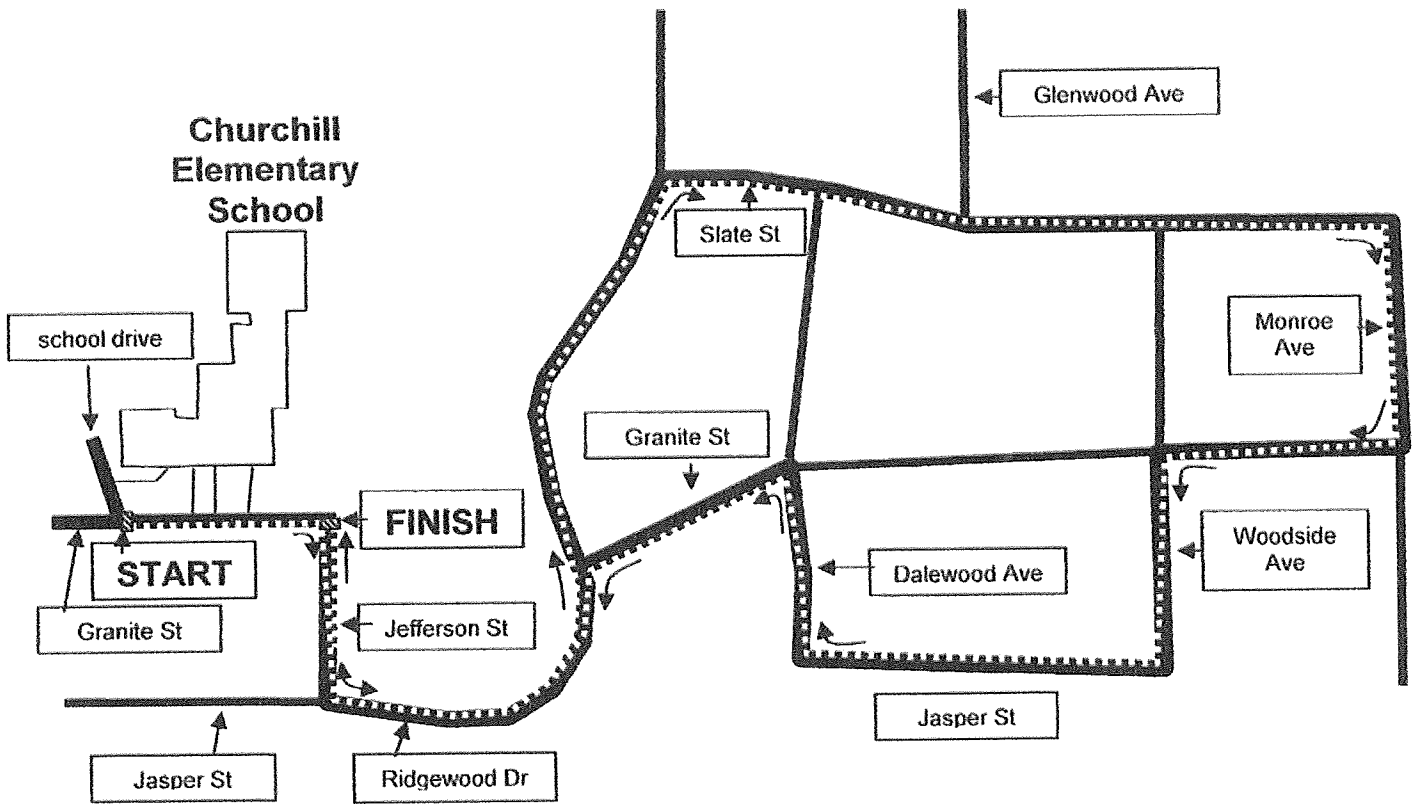 Glenwood Ave
Churchill
Elementary
School
Slate St
school drive
Monroe
Ave
Granite St
FINISH
START
Woodside
Ave
Dalewood Ave
Granite St
Jefferson St
Jasper St
Jasper St
Ridgewood Dr